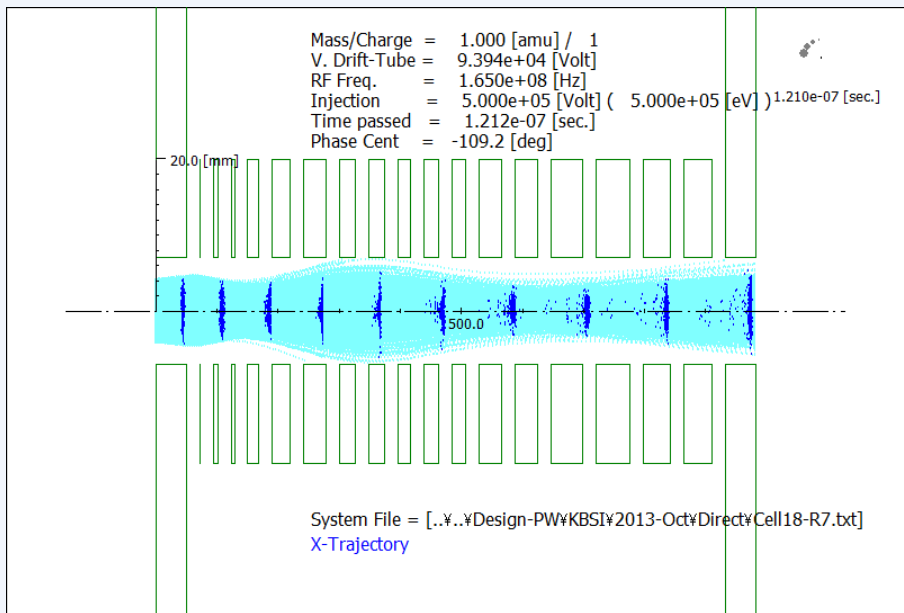 Mass/Charge = 1.000 [amu] / 1
V. Drift-Tube = 9.394e+04 [Volt]
RF Freq. = 1.650e+08 [Hz]
Injection = 5.000e+05 [Volt] ( 5.000e+05 [eV] ) 1.210e-07 [sec.]
Time passed = 1.212e-07 [sec.]
Phase Cent = -109.2 [deg]
20.0 [mm]
500.0
System File = [..¥..¥Design-PW¥KBSI¥2013-Oct¥Direct¥Cell18-R7.txt]
X-Trajectory